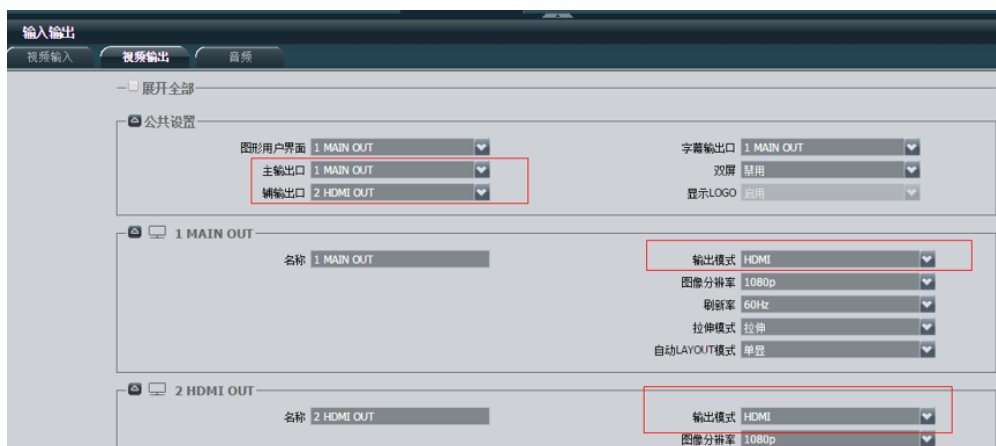 输入输出
视频输入 视频输出 音频
展开全部
公共设置
图形用户界面 1 MAIN OUT 字幕输出口 1 MAIN OUT
主输出口 1 MAIN OUT 双屏 禁用
辅输出口 2 HDMI OUT 显示LOGO 启用
1 MAIN OUT
名称 1 MAIN OUT 输出模式 HDMI
图像分辨率 1080p
刷新率 60Hz
拉伸模式 拉伸
自动LAYOUT模式 单显
2 HDMI OUT
名称 2 HDMI OUT 输出模式 HDMI
图像分辨率 1080p